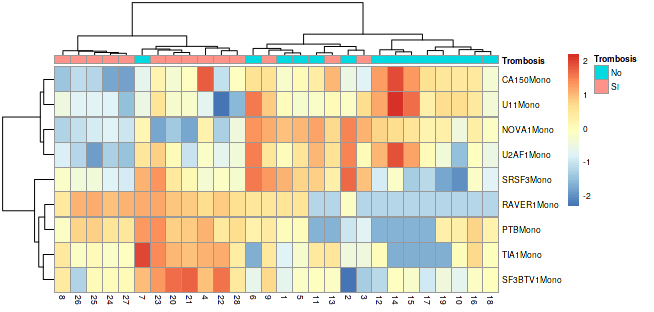 Trombosis
CA150Mono
U11Mono
NOVA1Mono
U2AF1Mono
SRSF3Mono
RAVER1Mono
PTBMono
TIA1Mono
SF3BTV1Mono
8 26 25 24 27 7 23 20 21 4 22 28 6 9 1 5 11 13 2 3 12 14 15 17 19 10 16 18
2
1
0
-1
-2
Trombosis
No
SI